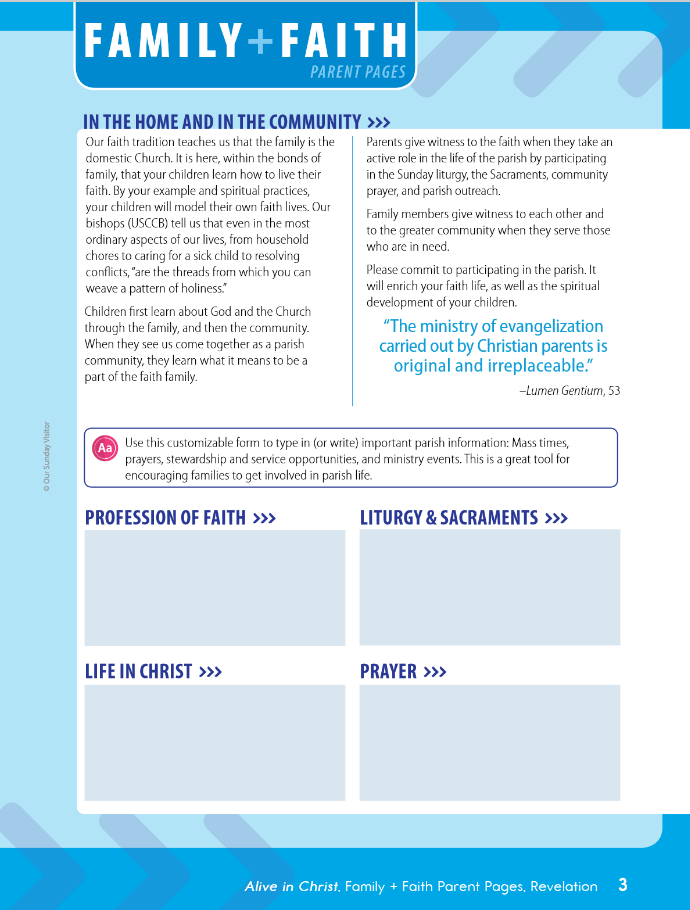 FAMILY+FAITH
PARENT PAGES
IN THE HOME AND IN THE COMMUNITY >>>
Our faith tradition teaches us that the family is the
domestic Church. It is here, within the bonds of
family, that your children learn how to live their
faith. By your example and spiritual practices,
your children will model their own faith lives. Our
bishops (USCCB) tell us that even in the most
ordinary aspects of our lives, from household
chores to caring for a sick child to resolving
conflicts, “are the threads from which you can
weave a pattern of holiness.”
Children first learn about God and the Church
through the family, and then the community.
When they see us come together as a parish
community, they learn what it means to be a
part of the faith family.
Parents give witness to the faith when they take an
active role in the life of the parish by participating
in the Sunday liturgy, the Sacraments, community
prayer, and parish outreach.
Family members give witness to each other and
to the greater community when they serve those
who are in need.
Please commit to participating in the parish. It
will enrich your faith life, as well as the spiritual
development of your children.
“The ministry of evangelization
carried out by Christian parents is
original and irreplaceable.”
–Lumen Gentium, 53
© Our Sunday Visitor
Aa
Use this customizable form to type in (or write) important parish information: Mass times,
prayers, stewardship and service opportunities, and ministry events. This is a great tool for
encouraging families to get involved in parish life.
PROFESSION OF FAITH >>>
LITURGY & SACRAMENTS >>>
LIFE IN CHRIST >>>
PRAYER >>>
Alive in Christ, Family + Faith Parent Pages, Revelation 3